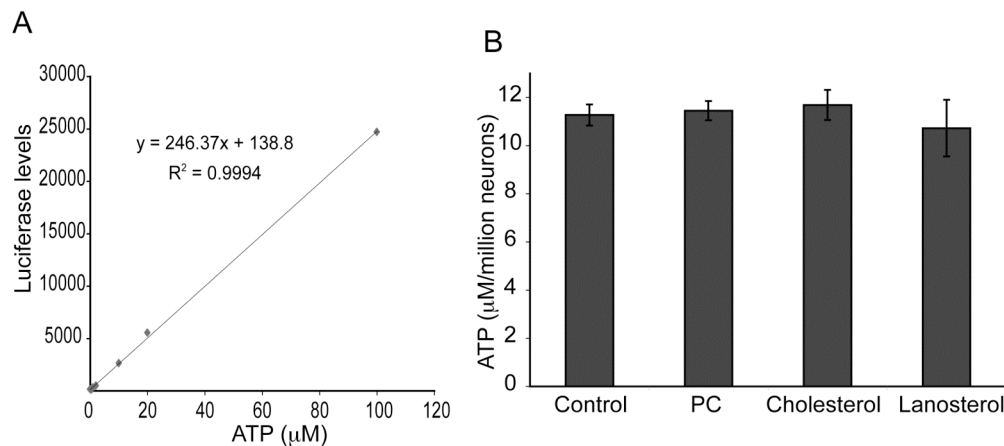 A
30000
25000
20000
15000
10000
5000
0
20
40
60
80
100
120
Luciferase levels
ATP (μM)
y = 246.37x + 138.8
R² = 0.9994
B
12
10
8
6
4
2
0
ATP (μM/million neurons)
Control
PC
Cholesterol
Lanosterol